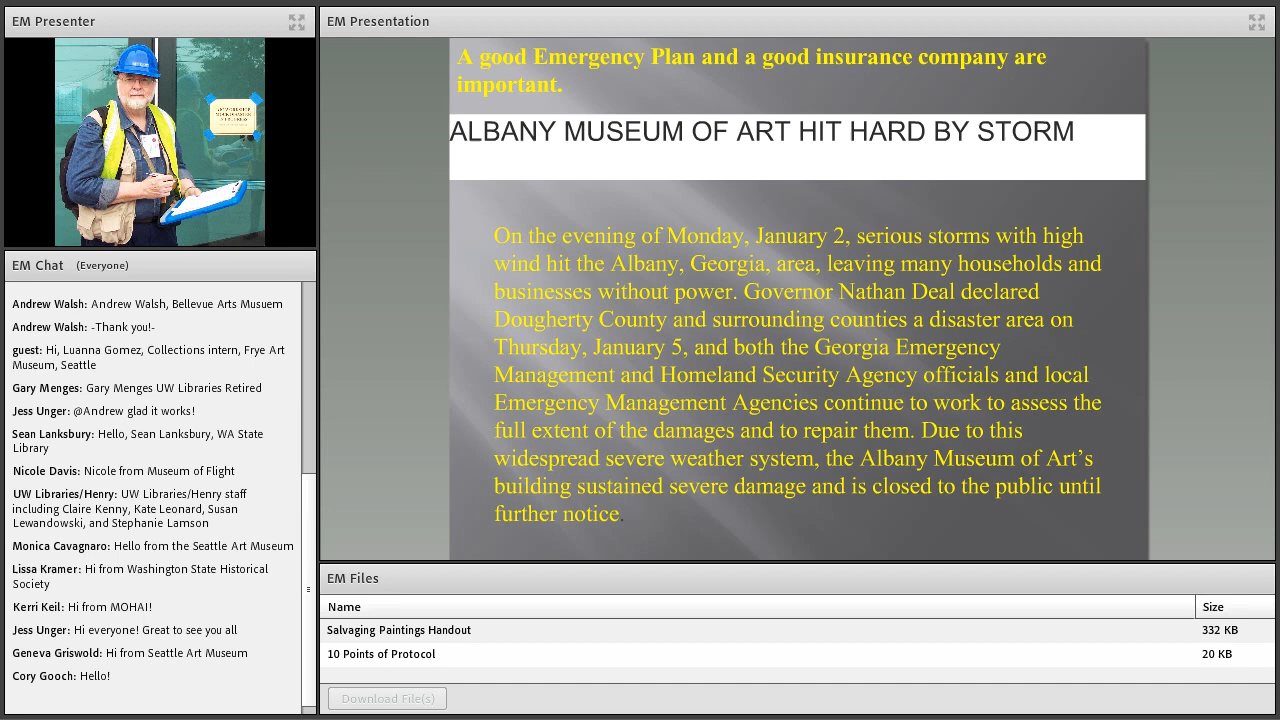 EM Presenter
EM Chat (Everyone)
Andrew Walsh: Andrew Walsh, Bellevue Arts Musuem
Andrew Walsh: -Thank you!-
guest: Hi, Luanna Gomez, Collections intern, Frye Art
Museum, Seattle
Gary Menges: Gary Menges UW Libraries Retired
Jess Unger: @Andrew glad it works!
Sean Lanksbury: Hello, Sean Lanksbury, WA State
Library
Nicole Davis: Nicole from Museum of Flight
UW Libraries/Henry: UW Libraries/Henry staff
including Claire Kenny, Kate Leonard, Susan
Lewandowski, and Stephanie Lamson
Monica Cavagnaro: Hello from the Seattle Art Museum
Lissa Kramer: Hi from Washington State Historical
Society
Kerri Keil: Hi from MOHAI!
Jess Unger: Hi everyone! Great to see you all
Geneva Griswold: Hi from Seattle Art Museum
Cory Gooch: Hello!
EM Presentation
A good Emergency Plan and a good insurance company are
important.
ALBANY MUSEUM OF ART HIT HARD BY STORM
On the evening of Monday, January 2, serious storms with high
wind hit the Albany, Georgia, area, leaving many households and
businesses without power. Governor Nathan Deal declared
Dougherty County and surrounding counties a disaster area on
Thursday, January 5, and both the Georgia Emergency
Management and Homeland Security Agency officials and local
Emergency Management Agencies continue to work to assess the
full extent of the damages and to repair them. Due to this
widespread severe weather system, the Albany Museum of Art’s
building sustained severe damage and is closed to the public until
further notice.
EM Files
Name Size
Salvaging Paintings Handout 332 KB
10 Points of Protocol 20 KB
Download File(s)